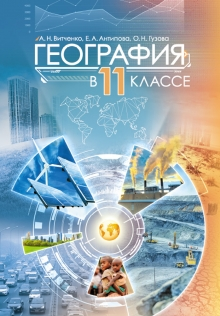 А. Н. Витченко, Е. А. Антипова, О. Н. Гузова
ГЕОГРАФИЯ
В 11 КЛАССЕ